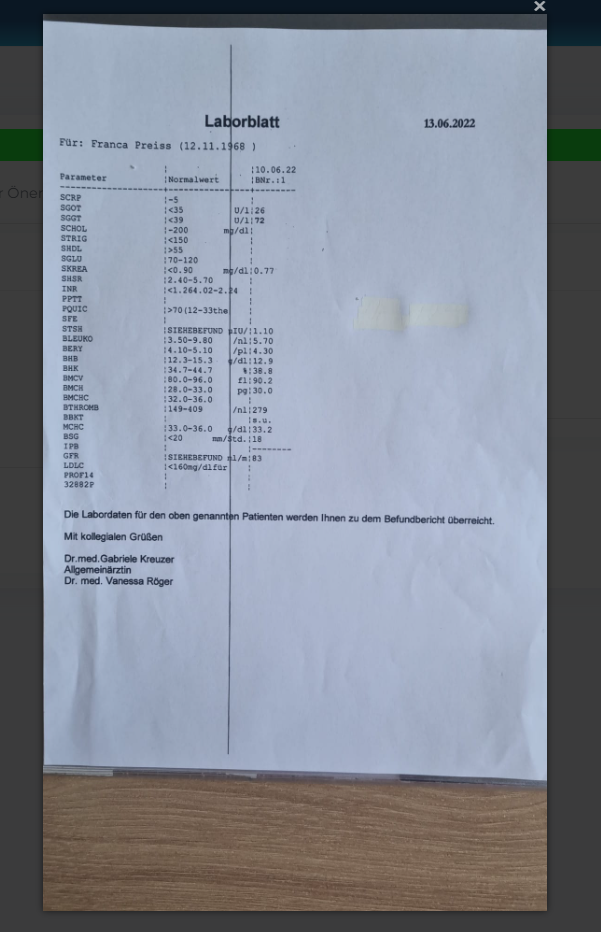 ×
r Öner
Laborblatt 13.06.2022
Für: Franca Preiss (12.11.1968 )
¦ ¦10.06.22
Parameter ¦Normalwert ¦BNr.:1
SCRP ¦-5 ¦
SGOT ¦<35 U/l¦26
SGGT ¦<39 U/l¦72
SCHOL ¦-200 mg/dl¦
STRIG ¦<150 ¦
SHDL ¦>55 ¦
SGLU ¦70-120 ¦
SKREA ¦<0.90 mg/dl¦0.77
SHSR ¦2.40-5.70 ¦
INR ¦<1.264.02-2.24 ¦
PPTT ¦ ¦
PQUIC ¦>70(12-33the ¦
SFE ¦ ¦
STSH ¦SIEHEBEFUND µIU/¦1.10
BLEUKO ¦3.50-9.80 /nl¦5.70
BERY ¦4.10-5.10 /pl¦4.30
BHB ¦12.3-15.3 g/dl¦12.9
BHK ¦34.7-44.7 %¦38.8
BMCV ¦80.0-96.0 fl¦90.2
BMCH ¦28.0-33.0 pg¦30.0
BMCHC ¦32.0-36.0 ¦
BTHROMB ¦149-409 /nl¦279
BBKT ¦ ¦s.u.
MCHC ¦33.0-36.0 g/dl¦33.2
BSG ¦<20 mm/Std.¦18
IPB ¦ ¦--------
GFR ¦SIEHEBEFUND ml/m¦83
LDLC ¦<160mg/dlfür ¦
PROF14 ¦ ¦
32882P ¦ ¦
Die Labordaten für den oben genannten Patienten werden Ihnen zu dem Befundbericht überreicht.
Mit kollegialen Grüßen
Dr.med.Gabriele Kreuzer
Allgemeinärztin
Dr. med. Vanessa Röger